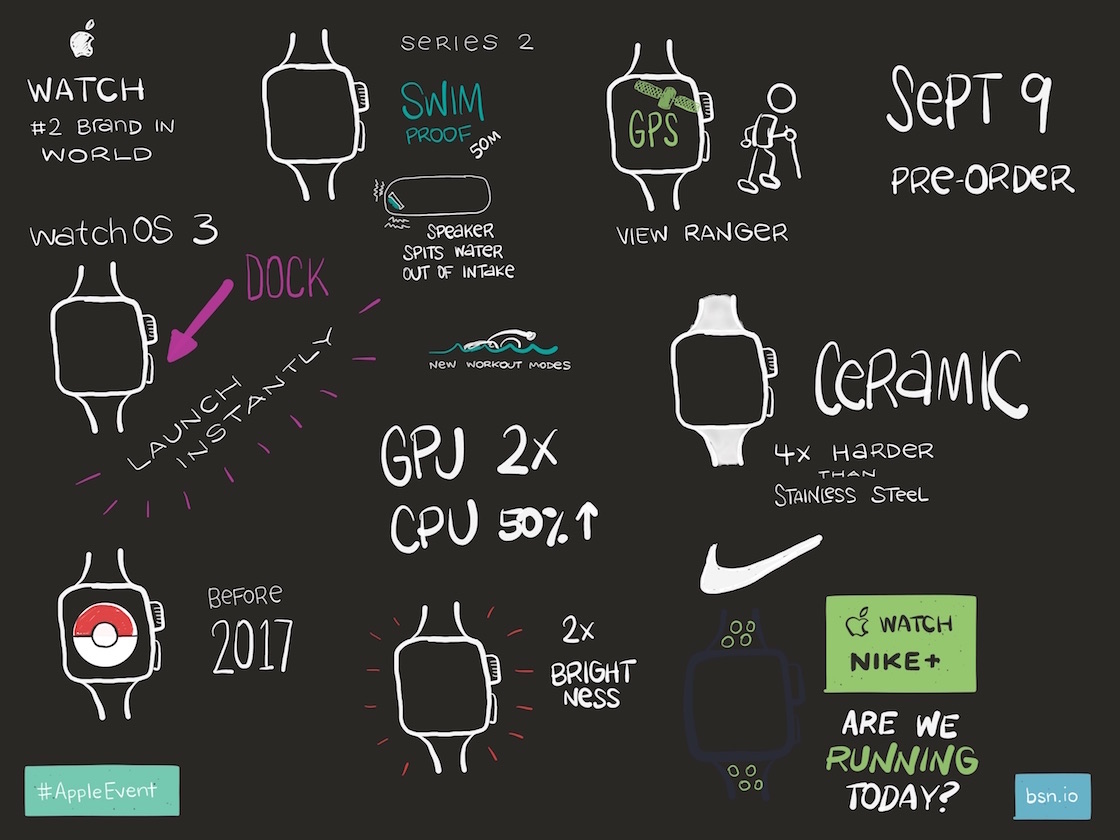 WATCH
#2 Brand IN
WORLD
watchOS 3
DOCK
LAUNCH
INSTANTLY
BEFORE
2017
#AppleEvent
SERIES 2
SWIM
PROOF
50M
SPEAKER
SPITS WATER
OUT OF INTAKE
NEW WORKOUT MODES
GPU 2x
CPU 50%↑
2x
BRIGHT
NESS
GPS
VIEW RANGER
SEPT 9
PRE-ORDER
CERAMIC
4x HARDER
THAN
STAINLESS STEEL
WATCH
NIKE+
ARE WE
RUNNING
TODAY?
bsn.io